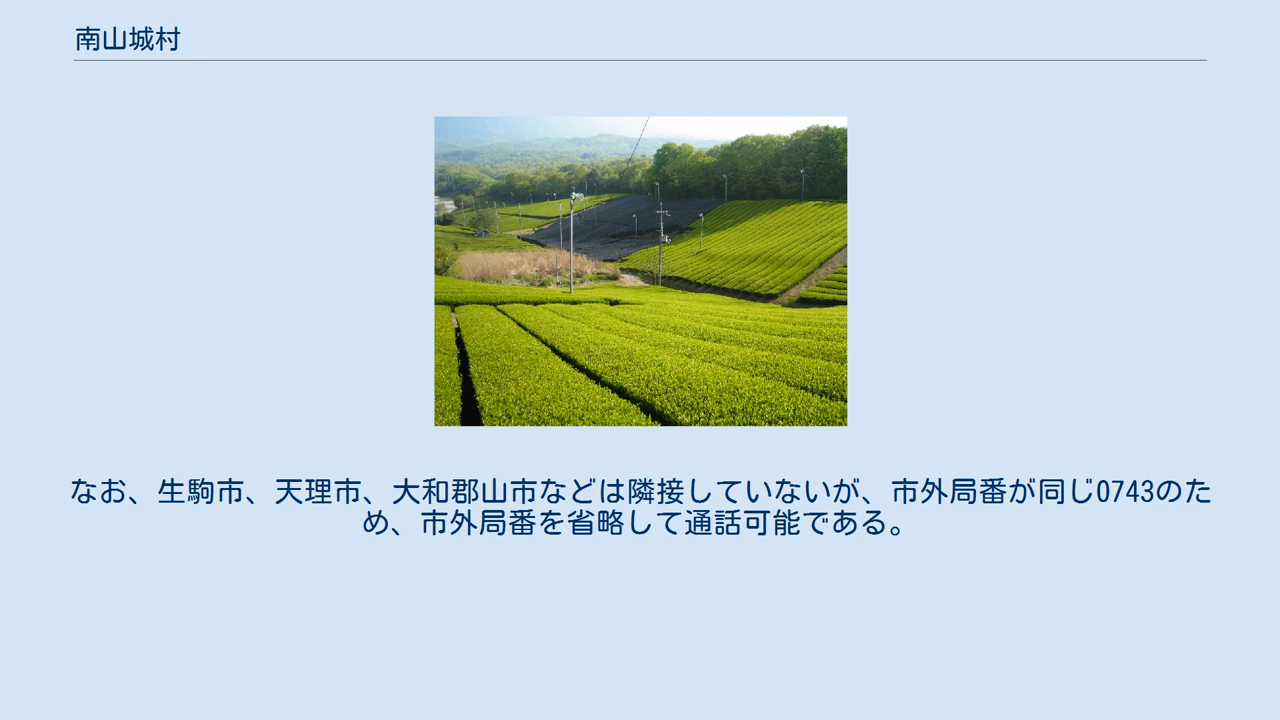 南山城村
なお、生駒市、天理市、大和郡山市などは隣接していないが、市外局番が同じ0743のた
め、市外局番を省略して通話可能である。